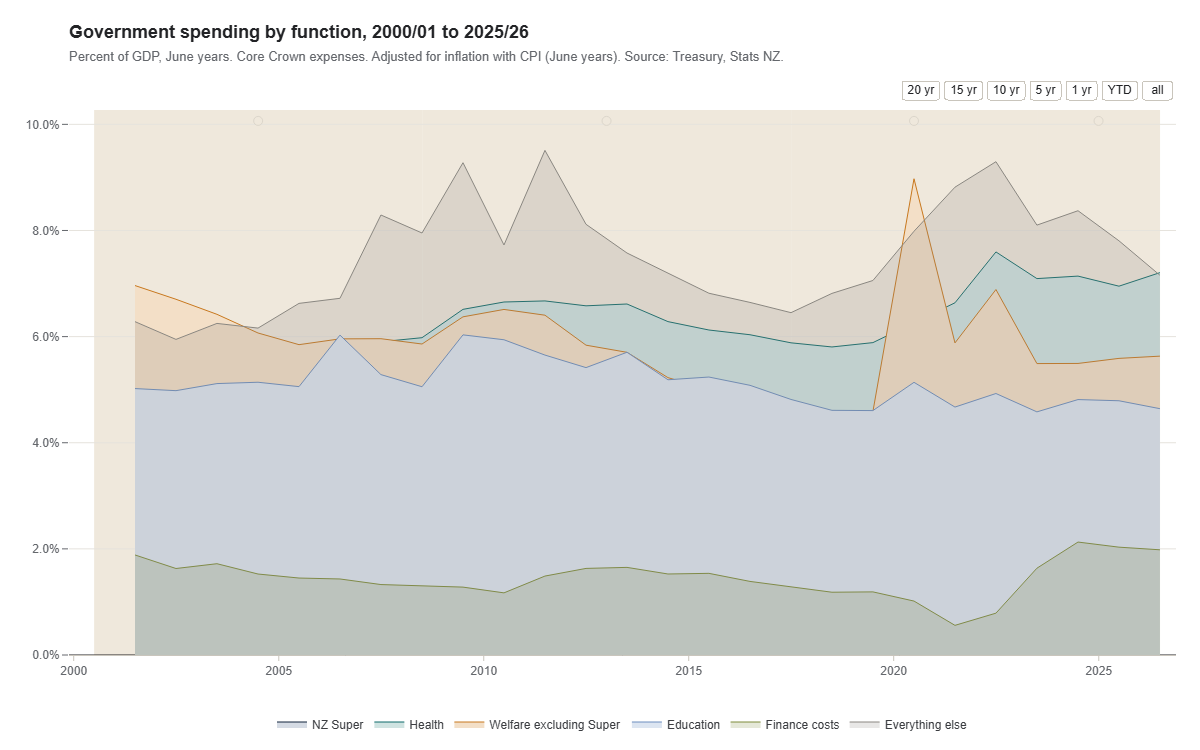 Government spending by function, 2000/01 to 2025/26
Percent of GDP, June years. Core Crown expenses. Adjusted for inflation with CPI (June years). Source: Treasury, Stats NZ.
20 yr 15 yr 10 yr 5 yr 1 yr YTD all
10.0%
8.0%
6.0%
4.0%
2.0%
0.0%
2000 2005 2010 2015 2020 2025
NZ Super Health Welfare excluding Super Education Finance costs Everything else